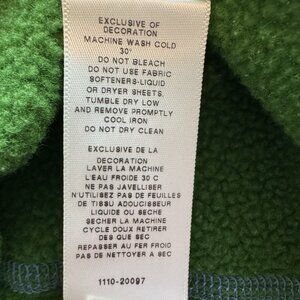 EXCLUSIVE OF
DECORATION
MACHINE WASH COLD
30°
DO NOT BLEACH
DO NOT USE FABRIC
SOFTENERS-LIQUID
OR DRYER SHEETS.
TUMBLE DRY LOW
AND REMOVE PROMPTLY
COOL IRON
DO NOT DRY CLEAN
EXCLUSIVE DE LA
DECORATION
LAVER LA MACHINE
L'EAU FROIDE 30 C
NE PAS JAVELLISER
N'UTILISEZ PAS DE FEUILLES
DE TISSU ADOUCISSEUR
LIQUIDE OU SECHE
SECHER LA MACHINE
CYCLE DOUX RETIRER
DES QUE SEC
REPASSER AU FER FROID
PAS DE NETTOYER A SEC
1110-20097